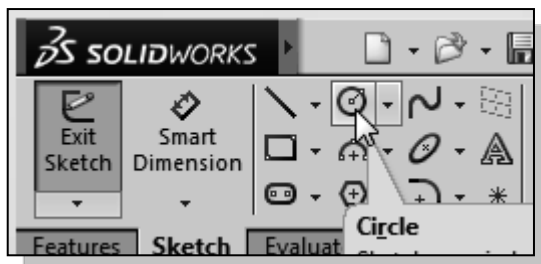 SOLIDWORKS
Exit
Sketch
Smart
Dimension
Circle
Features Sketch Evaluat